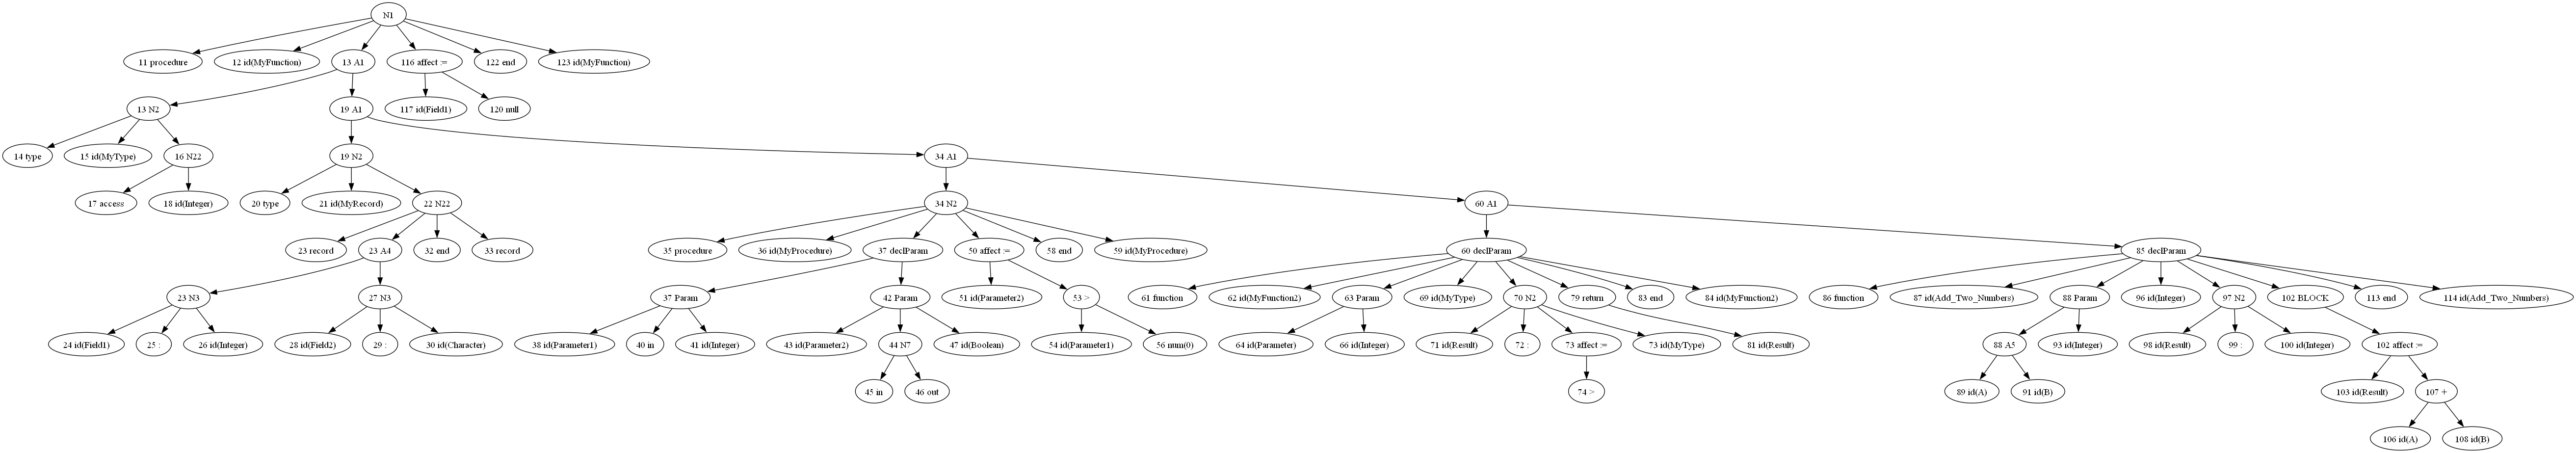 N1
11 procedure
12 id(MyFunction)
13 A1
116 affect :=
122 end
123 id(MyFunction)
13 N2
19 A1
117 id(Field1)
120 null
14 type
15 id(MyType)
16 N22
19 N2
34 A1
17 access
18 id(Integer)
20 type
21 id(MyRecord)
22 N22
34 N2
60 A1
23 record
23 A4
32 end
33 record
35 procedure
36 id(MyProcedure)
37 declParam
50 affect :=
58 end
59 id(MyProcedure)
60 declParam
85 declParam
23 N3
27 N3
37 Param
42 Param
51 id(Parameter2)
53 >
61 function
62 id(MyFunction2)
63 Param
69 id(MyType)
70 N2
79 return
83 end
84 id(MyFunction2)
86 function
87 id(Add_Two_Numbers)
88 Param
96 id(Integer)
97 N2
102 BLOCK
113 end
114 id(Add_Two_Numbers)
24 id(Field1)
25 :
26 id(Integer)
28 id(Field2)
29 :
30 id(Character)
38 id(Parameter1)
40 in
41 id(Integer)
43 id(Parameter2)
44 N7
47 id(Boolean)
54 id(Parameter1)
56 num(0)
64 id(Parameter)
66 id(Integer)
71 id(Result)
72 :
73 affect :=
73 id(MyType)
81 id(Result)
88 A5
93 id(Integer)
98 id(Result)
99 :
100 id(Integer)
102 affect :=
45 in
46 out
74 >
89 id(A)
91 id(B)
103 id(Result)
107 +
106 id(A)
108 id(B)